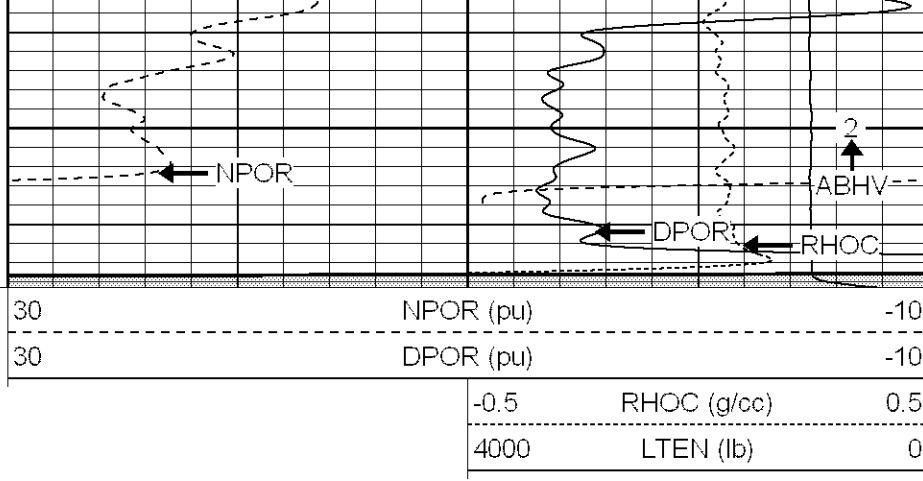 2
NPOR
ABHV
DPOR
RHOC
30 NPOR (pu) -10
30 DPOR (pu) -10
-0.5 RHOC (g/cc) 0.5
4000 LTEN (lb) 0